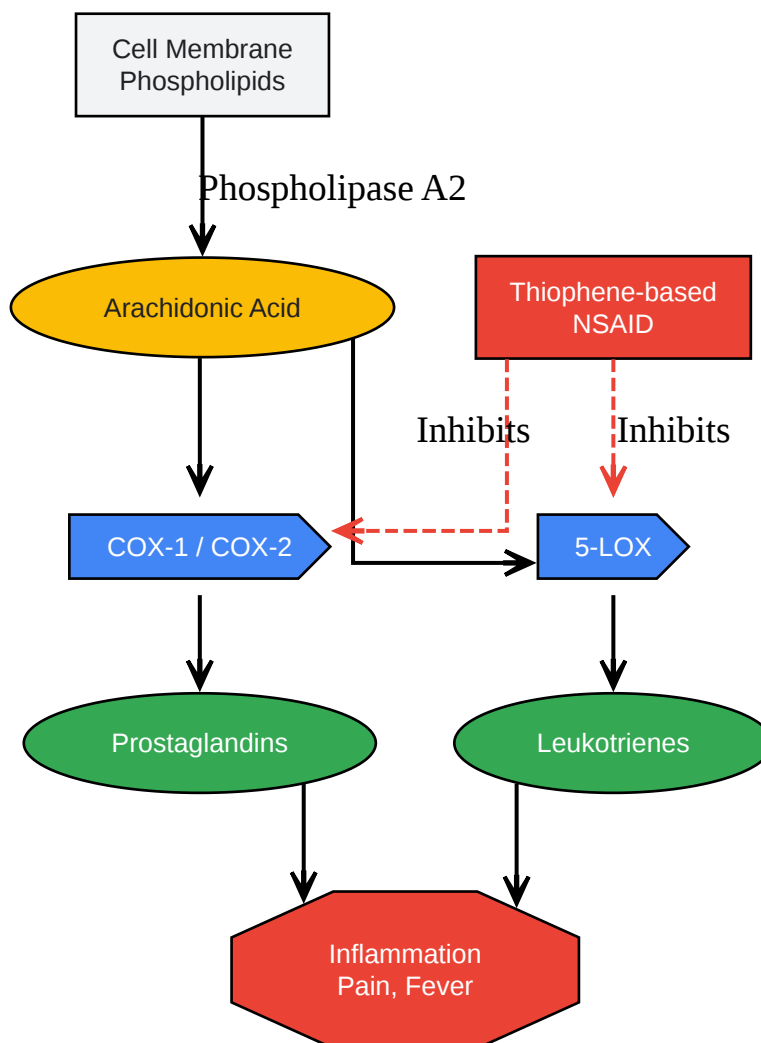 Cell Membrane
Phospholipids
Phospholipase A2
Arachidonic Acid
Thiophene-based
NSAID
Inhibits
Inhibits
COX-1 / COX-2
5-LOX
Prostaglandins
Leukotrienes
Inflammation
Pain, Fever